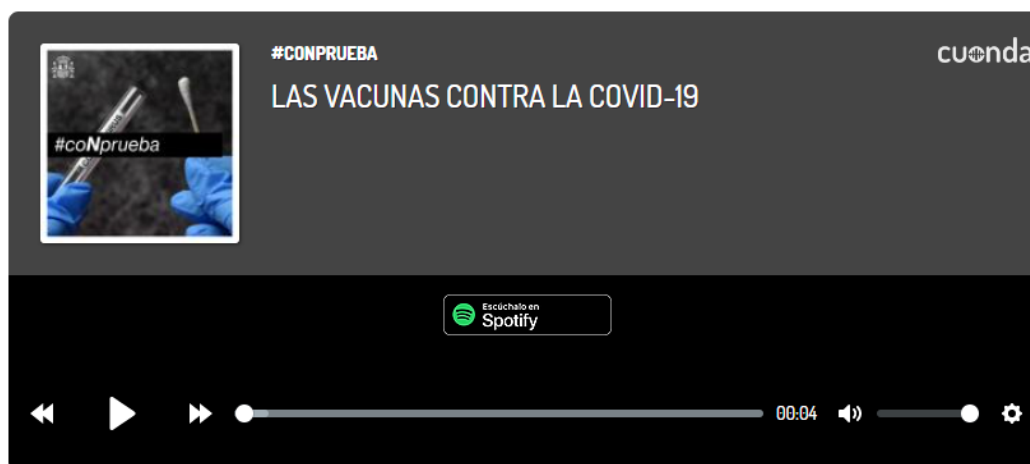 #CONPRUEBA
cuonda
LAS VACUNAS CONTRA LA COVID-19
#coNprueba
Escúchalo en
Spotify
00:04